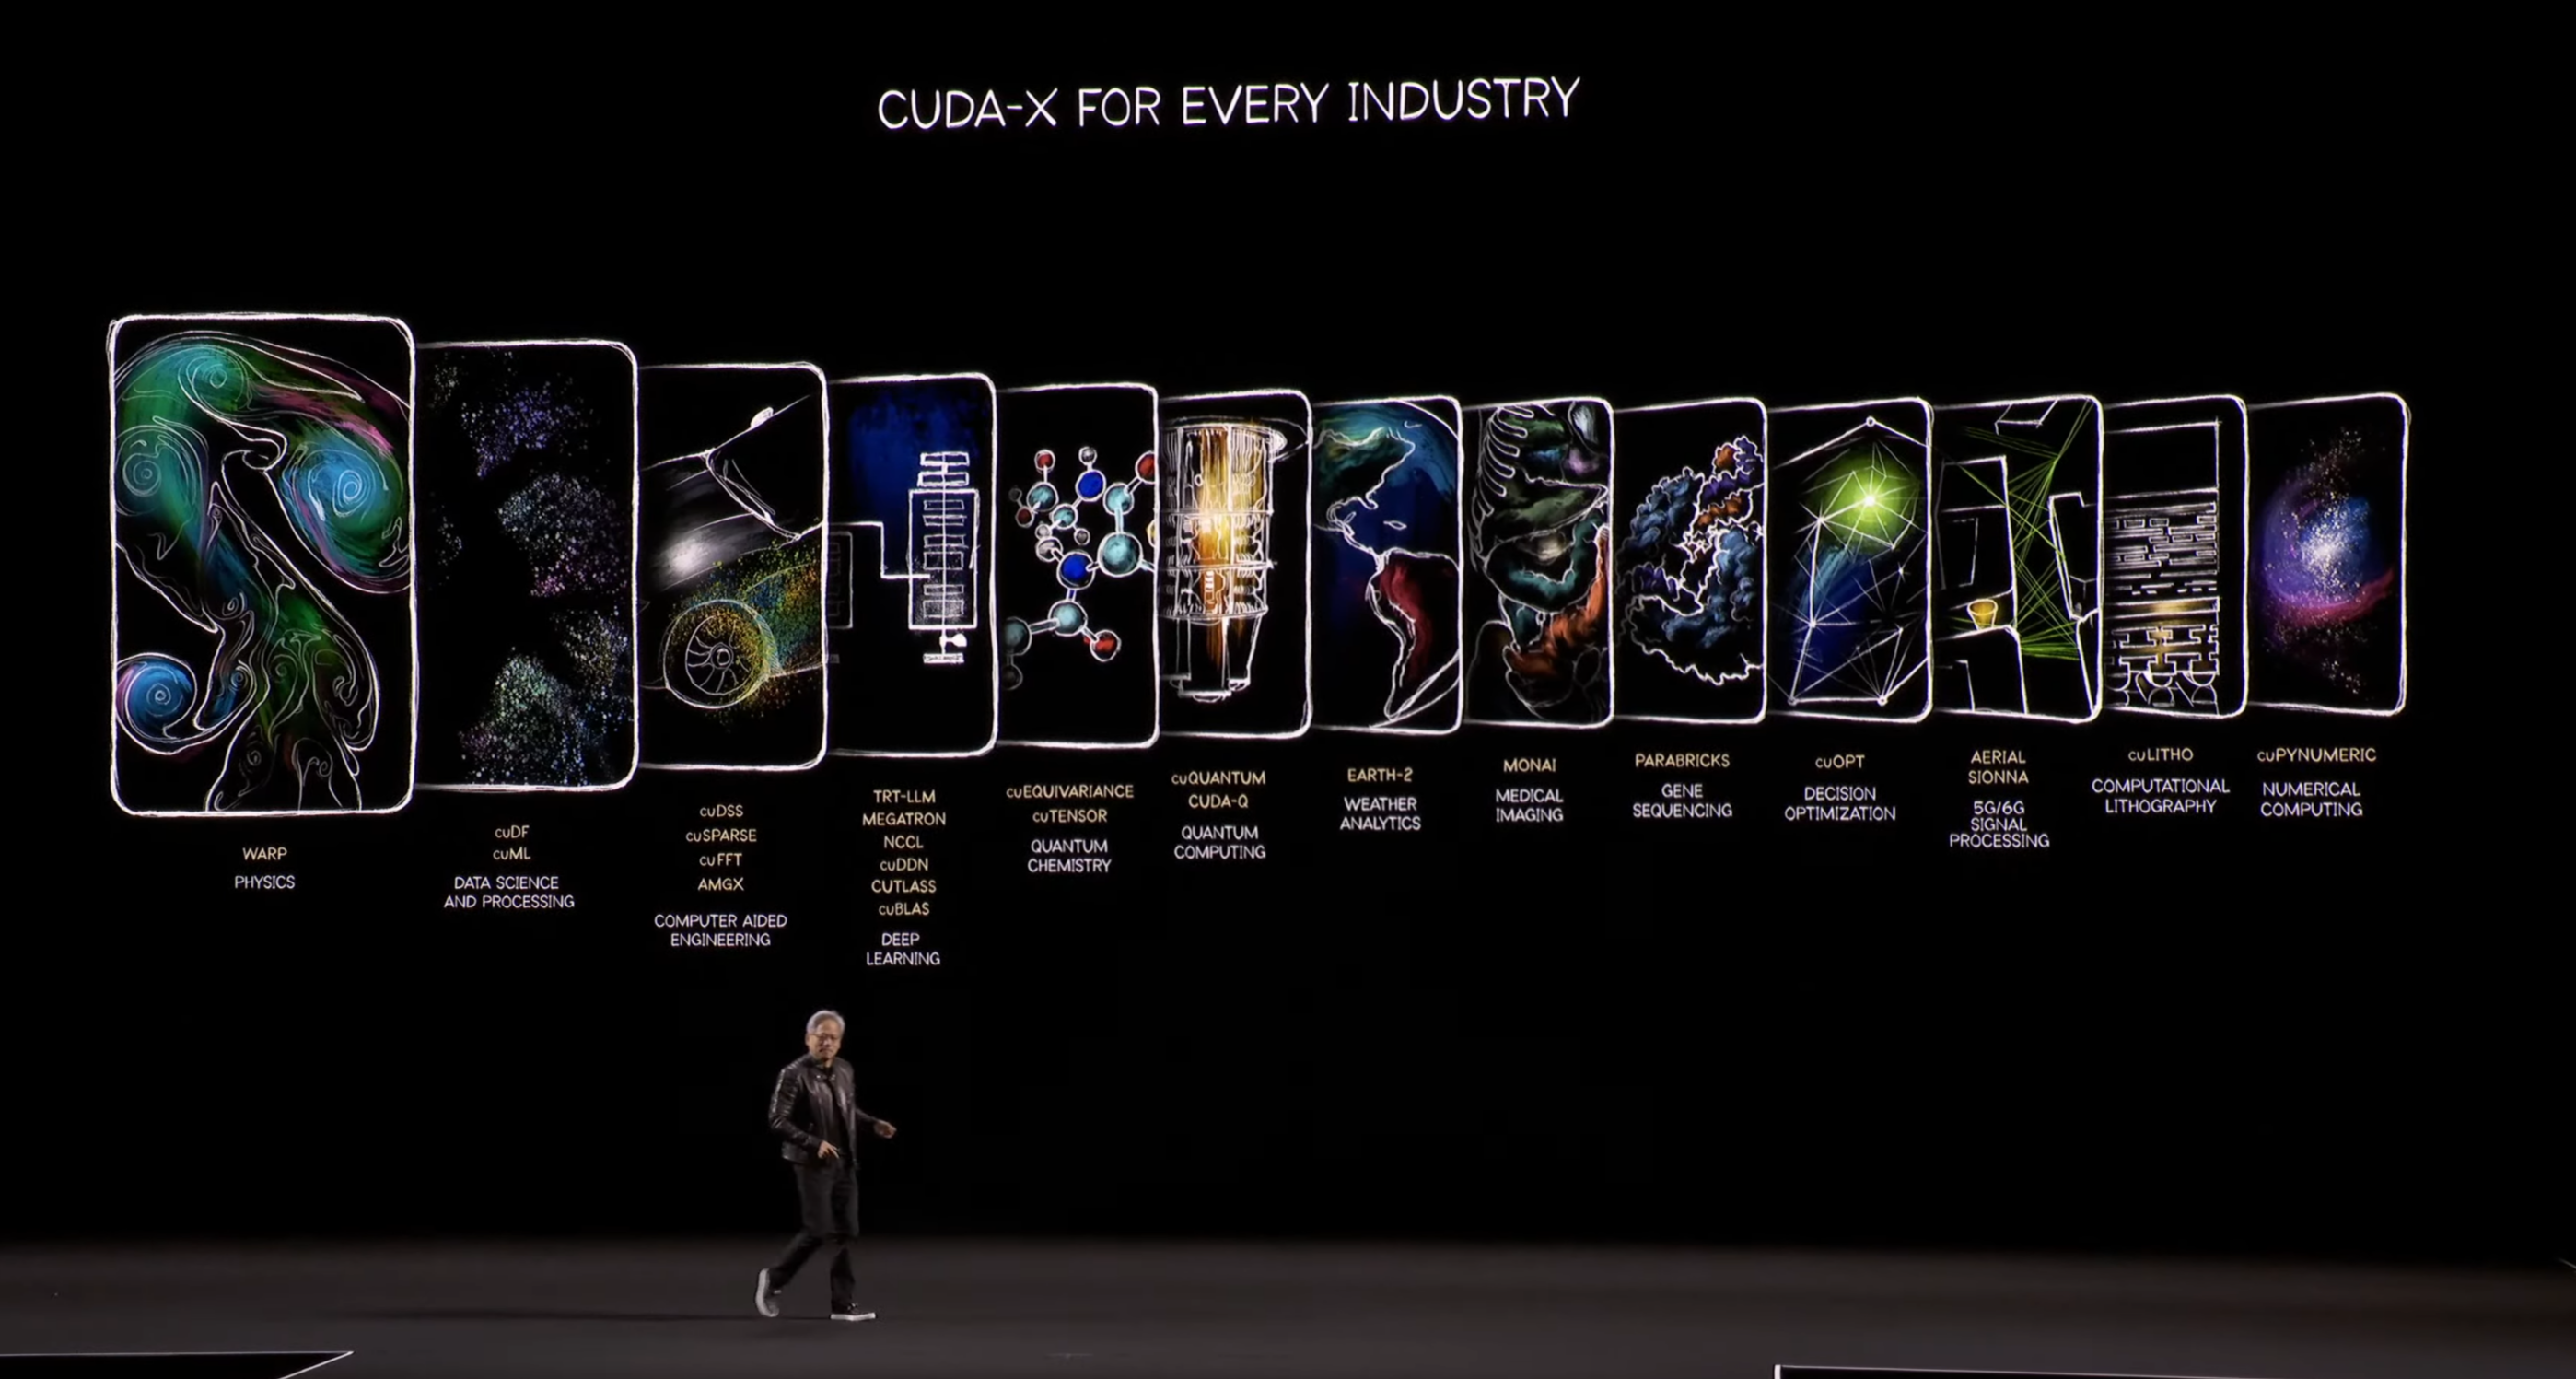 CUDA-X FOR EVERY INDUSTRY
WARP
PHYSICS
cuDF
cuML
DATA SCIENCE
AND PROCESSING
cuDSS
cuSPARSE
cuFFT
AMGX
COMPUTER AIDED
ENGINEERING
TRT-LLM
MEGATRON
NCCL
cuDDN
CUTLASS
cuBLAS
DEEP
LEARNING
cuEQUIVARIANCE
cuTENSOR
QUANTUM
CHEMISTRY
cuQUANTUM
CUDA-Q
QUANTUM
COMPUTING
EARTH-2
WEATHER
ANALYTICS
MONAI
MEDICAL
IMAGING
PARABRICKS
GENE
SEQUENCING
cuOPT
DECISION
OPTIMIZATION
AERIAL
SIONNA
5G/6G
SIGNAL
PROCESSING
cuLITHO
COMPUTATIONAL
LITHOGRAPHY
cuPYNUMERIC
NUMERICAL
COMPUTING